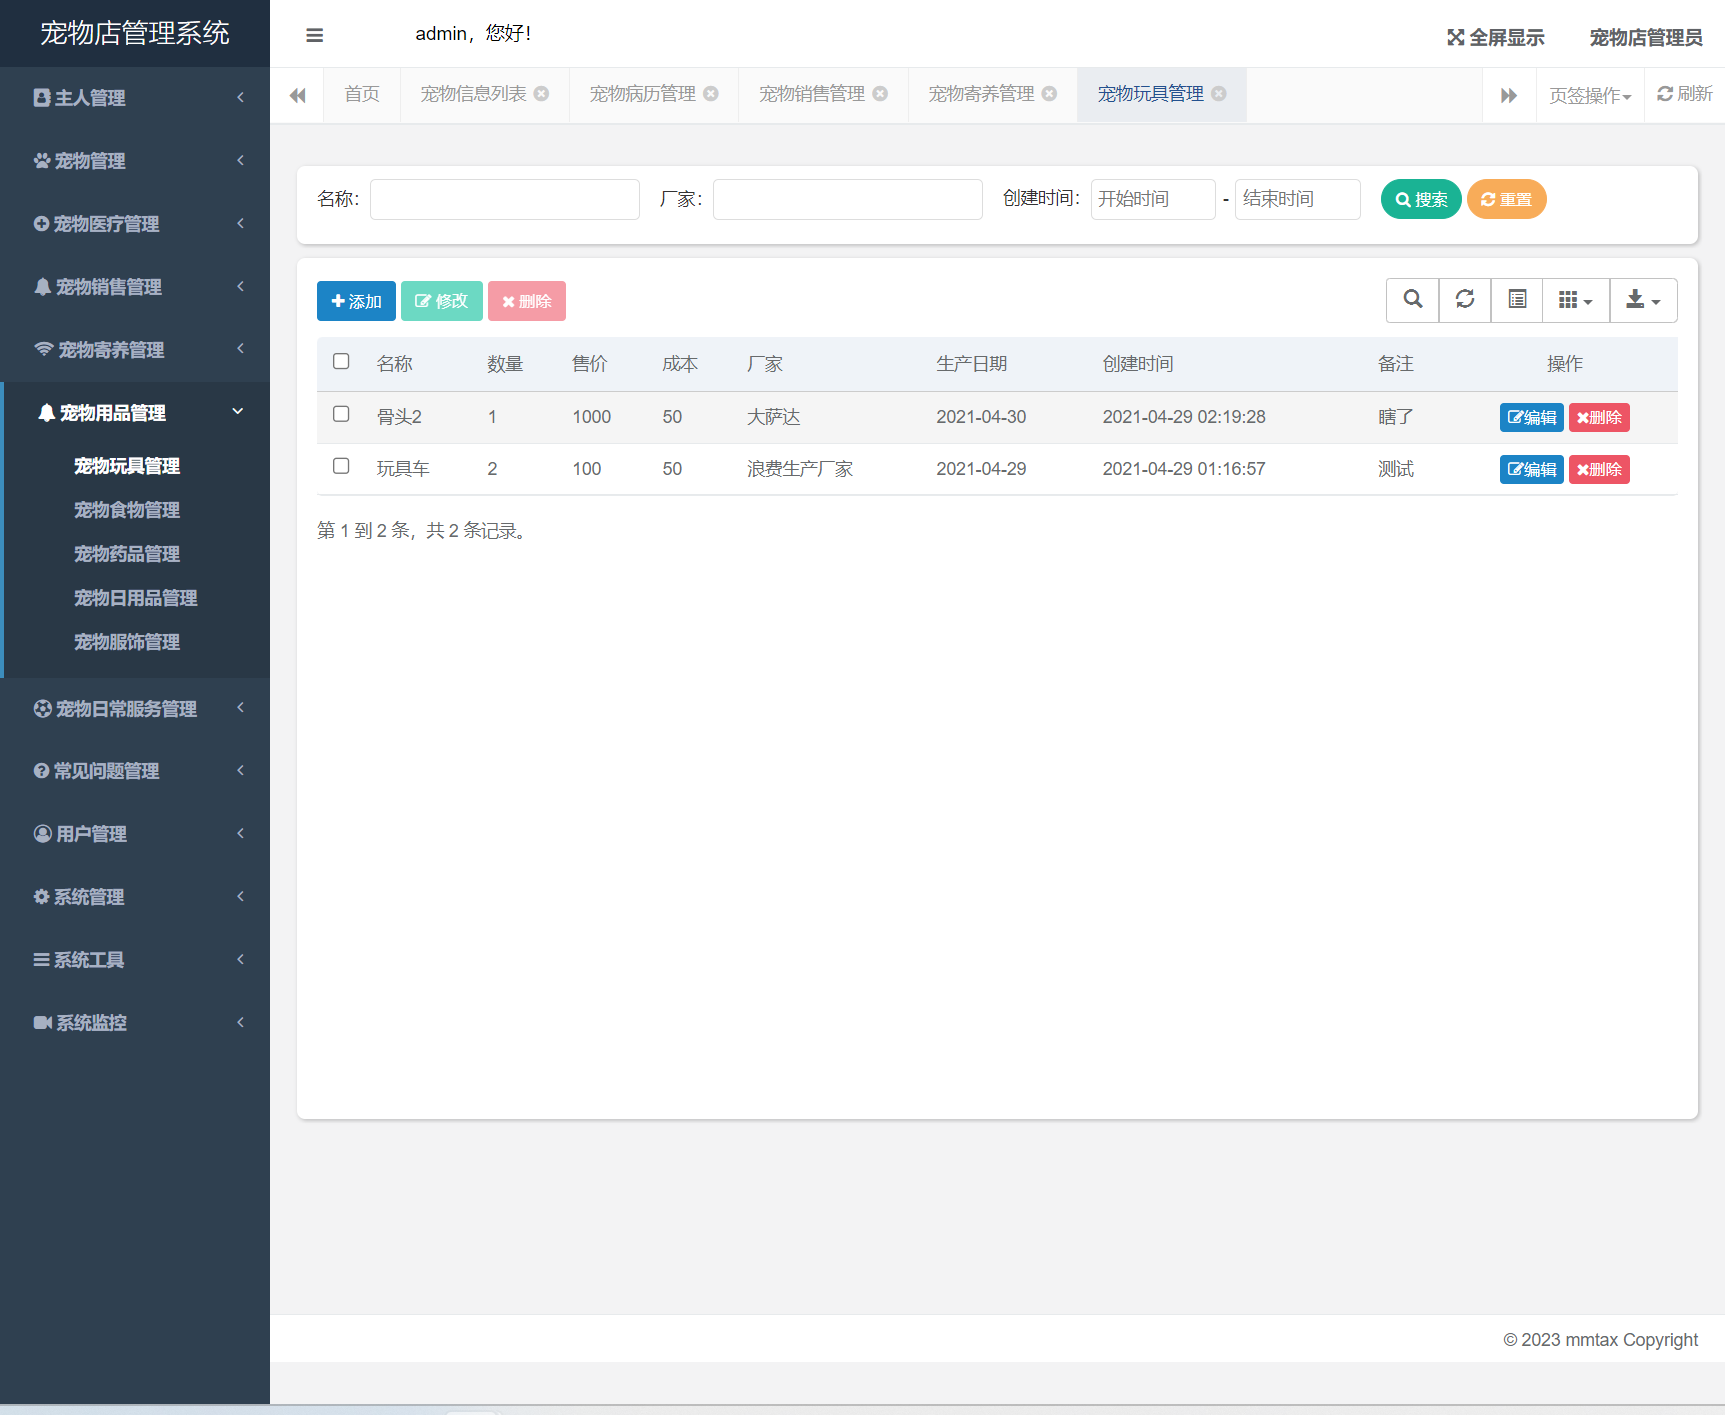 宠物店管理系统
admin，您好！
全屏显示
宠物店管理员
主人管理
宠物管理
宠物医疗管理
宠物销售管理
宠物寄养管理
宠物用品管理
宠物玩具管理
宠物食物管理
宠物药品管理
宠物日用品管理
宠物服饰管理
宠物日常服务管理
常见问题管理
用户管理
系统管理
系统工具
系统监控
首页 宠物信息列表 宠物病历管理 宠物销售管理 宠物寄养管理 宠物玩具管理 页签操作 刷新
名称： 厂家： 创建时间： 开始时间 - 结束时间 搜索 重置
添加 修改 删除
名称 数量 售价 成本 厂家 生产日期 创建时间 备注 操作
骨头2 1 1000 50 大萨达 2021-04-30 2021-04-29 02:19:28 瞎了 编辑 删除
玩具车 2 100 50 浪费生产厂家 2021-04-29 2021-04-29 01:16:57 测试 编辑 删除
第 1 到 2 条，共 2 条记录。
© 2023 mmtax Copyright